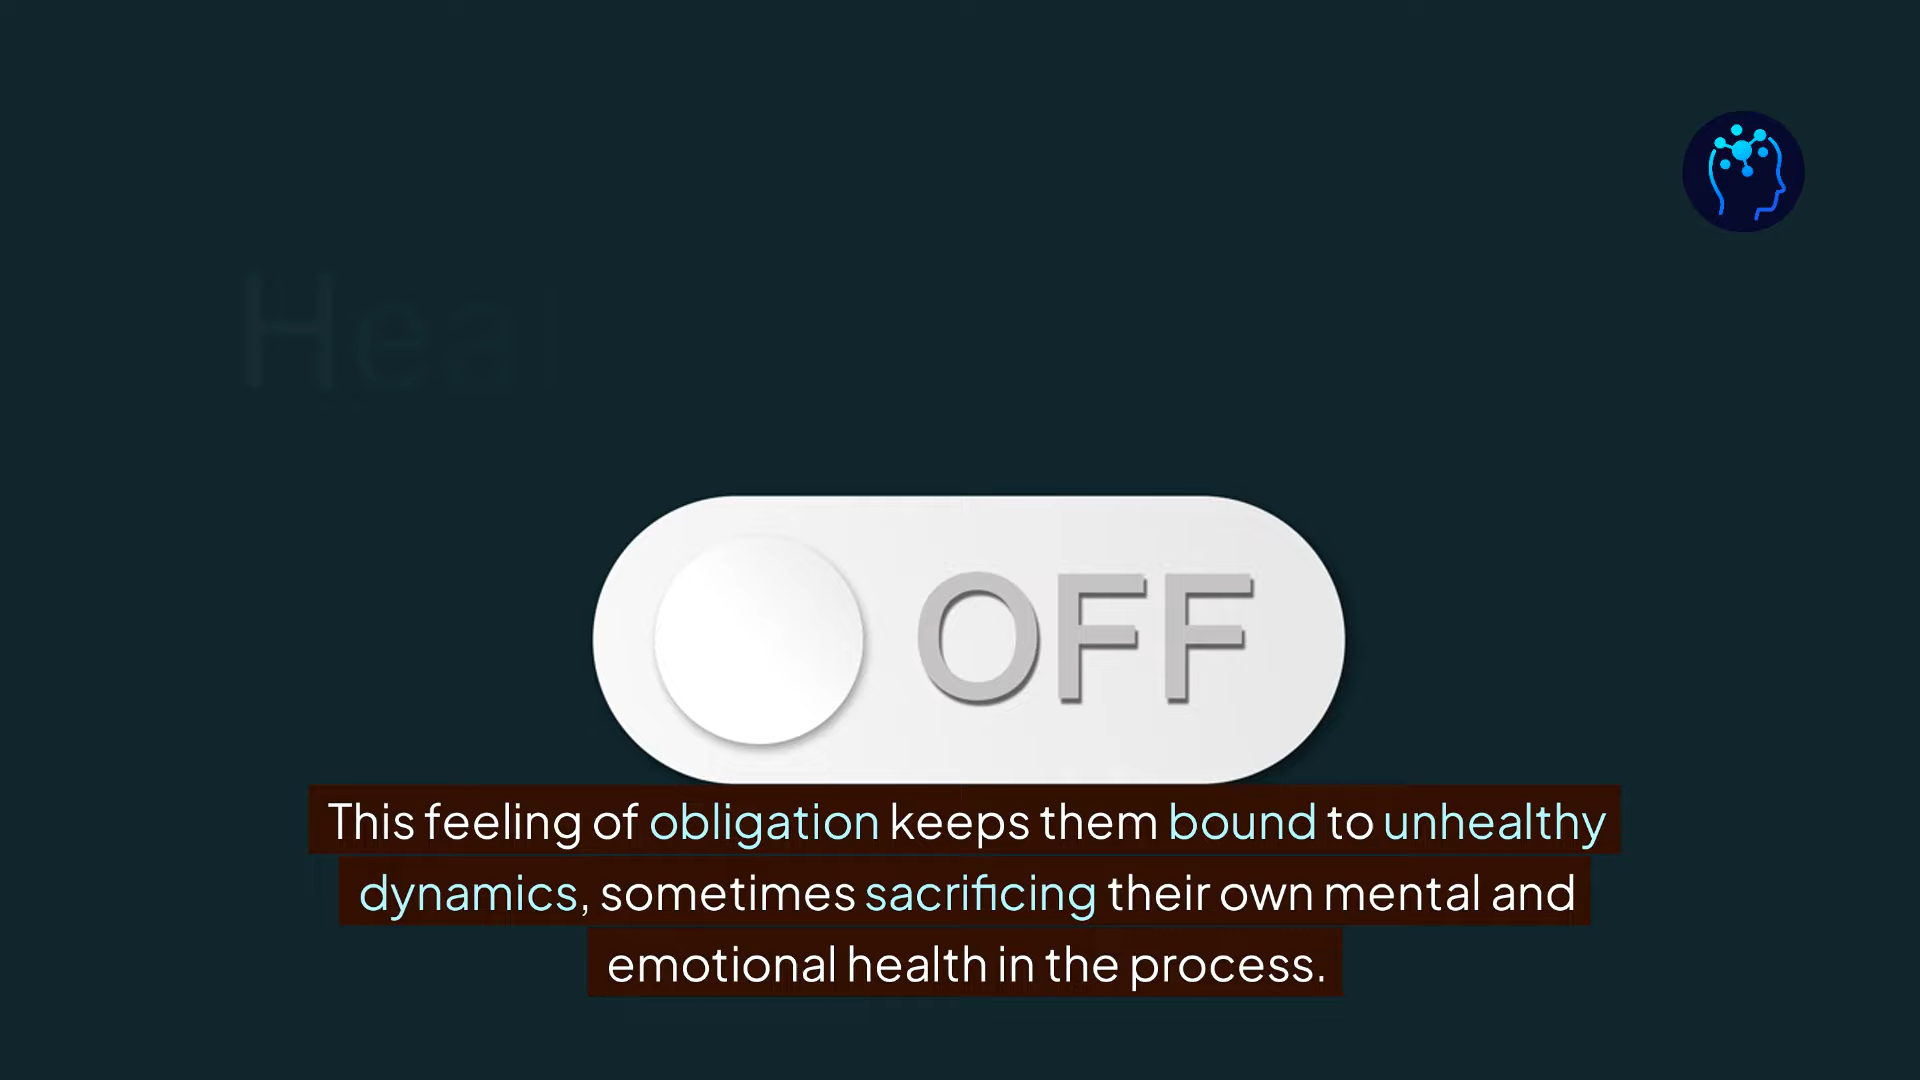 OFF
This feeling of obligation keeps them bound to unhealthy
dynamics, sometimes sacrificing their own mental and
emotional health in the process.